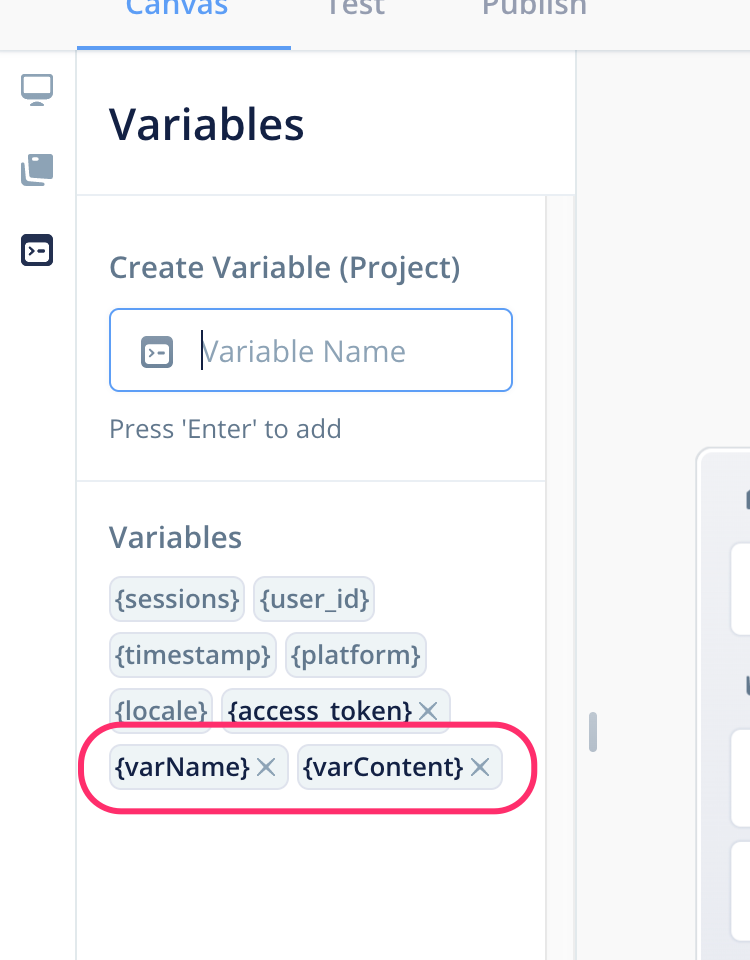 Canvas Test Publish
Variables
Create Variable (Project)
Variable Name
Press 'Enter' to add
Variables
{sessions} {user_id}
{timestamp} {platform}
{locale} {access_token}
{varName} {varContent}